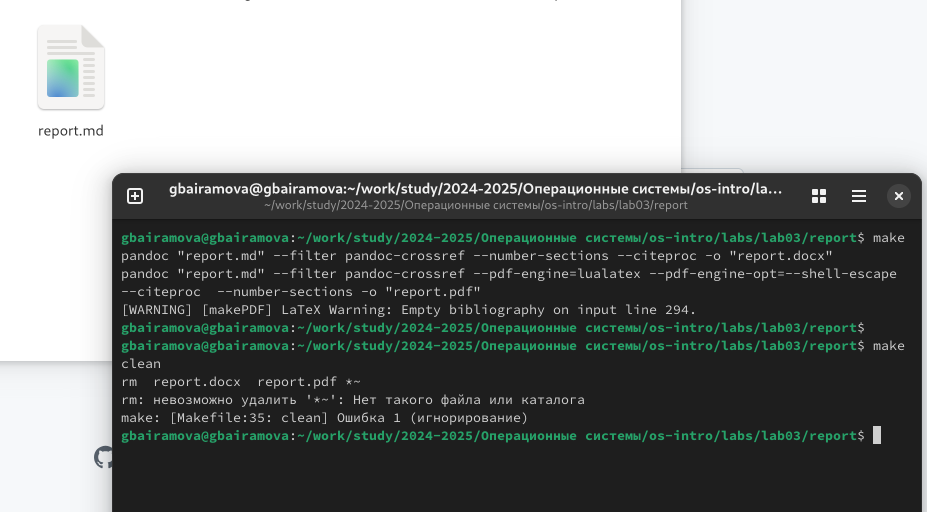 report.md
gbairamova@gbairamova:~/work/study/2024-2025/Операционные системы/os-intro/la...
~/work/study/2024-2025/Операционные системы/os-intro/labs/lab03/report
gbairamova@gbairamova:~/work/study/2024-2025/Операционные системы/os-intro/labs/lab03/report$ make
pandoc "report.md" --filter pandoc-crossref --number-sections --citeproc -o "report.docx"
pandoc "report.md" --filter pandoc-crossref --pdf-engine=lualatex --pdf-engine-opt=--shell-escape
--citeproc  --number-sections -o "report.pdf"
[WARNING] [makePDF] LaTeX Warning: Empty bibliography on input line 294.
gbairamova@gbairamova:~/work/study/2024-2025/Операционные системы/os-intro/labs/lab03/report$
gbairamova@gbairamova:~/work/study/2024-2025/Операционные системы/os-intro/labs/lab03/report$ make
clean
rm  report.docx  report.pdf *~
rm: невозможно удалить '*~': Нет такого файла или каталога
make: [Makefile:35: clean] Ошибка 1 (игнорирование)
gbairamova@gbairamova:~/work/study/2024-2025/Операционные системы/os-intro/labs/lab03/report$